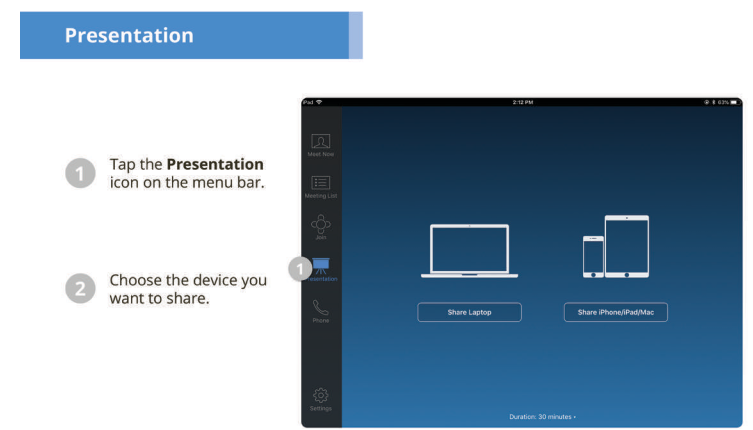 Presentation
1 Tap the Presentation
icon on the menu bar.
2 Choose the device you
want to share.
iPad 2:12 PM 63%
Meet Now
Meeting List
Join
1
Presentation
Phone
Settings
Share Laptop Share iPhone/iPad/Mac
Duration: 30 minutes